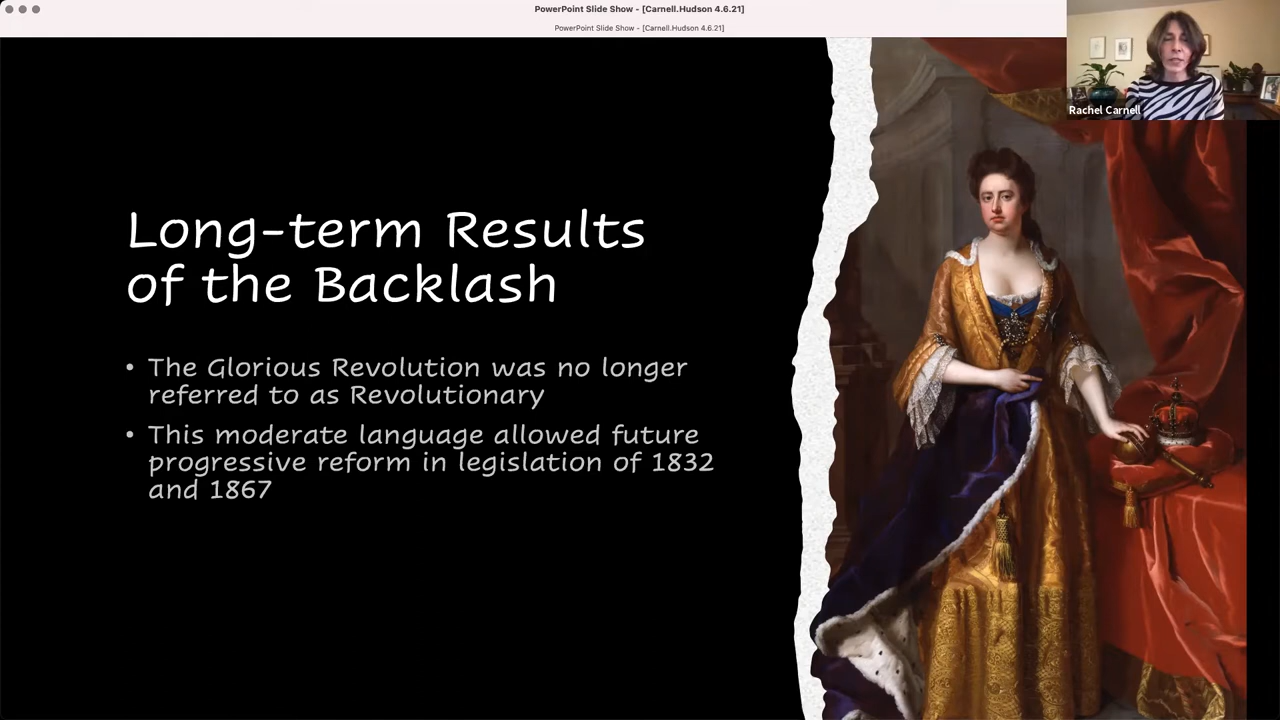 PowerPoint Slide Show - [Carnell.Hudson 4.6.21]
PowerPoint Slide Show - [Carnell.Hudson 4.6.21]
Rachel Carnell
Long-term Results
of the Backlash
• The Glorious Revolution was no longer
referred to as Revolutionary
• This moderate language allowed future
progressive reform in legislation of 1832
and 1867